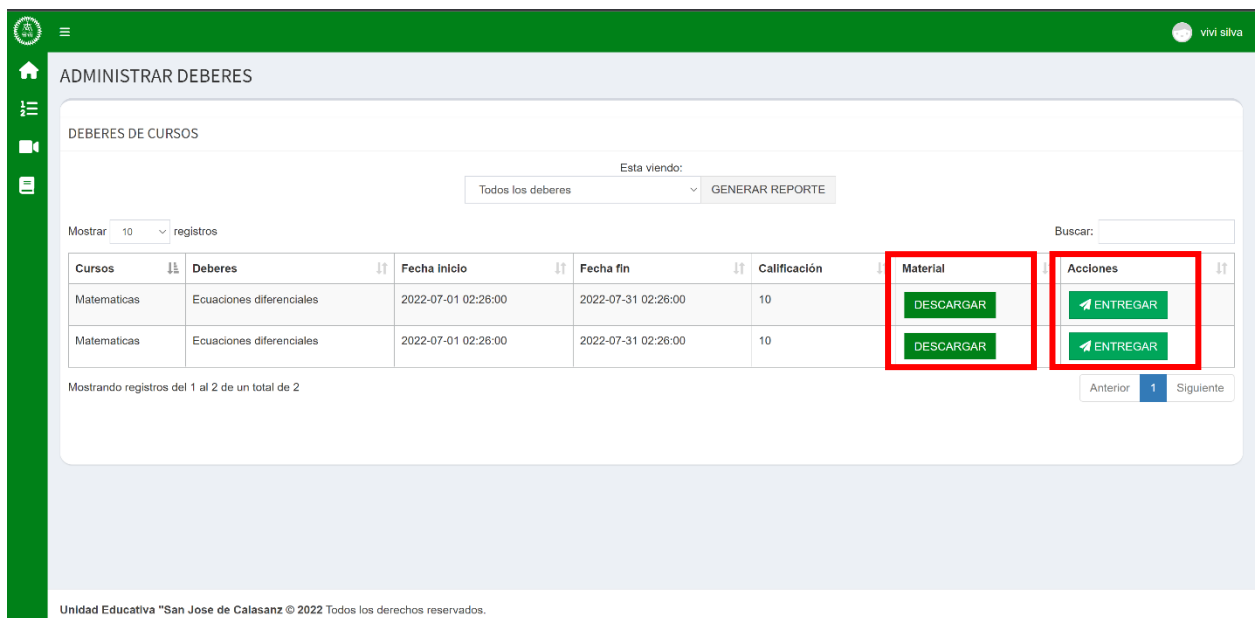 vivi silva
ADMINISTRAR DEBERES
DEBERES DE CURSOS
Esta viendo:
Todos los deberes GENERAR REPORTE
Mostrar 10 registros Buscar:
Cursos Deberes Fecha inicio Fecha fin Calificación Material Acciones
Matematicas Ecuaciones diferenciales 2022-07-01 02:26:00 2022-07-31 02:26:00 10 DESCARGAR ENTREGAR
Matematicas Ecuaciones diferenciales 2022-07-01 02:26:00 2022-07-31 02:26:00 10 DESCARGAR ENTREGAR
Mostrando registros del 1 al 2 de un total de 2 Anterior 1 Siguiente
Unidad Educativa "San Jose de Calasanz © 2022 Todos los derechos reservados.